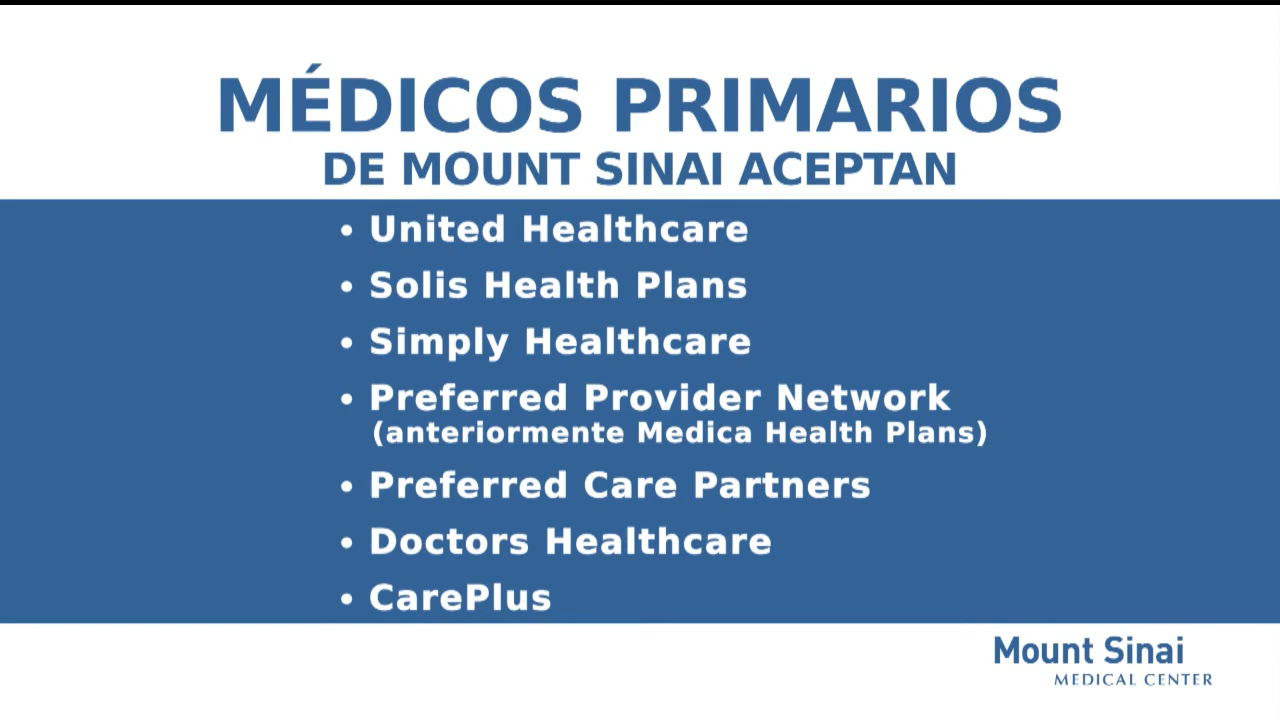 MÉDICOS PRIMARIOS
DE MOUNT SINAI ACEPTAN
• United Healthcare
• Solis Health Plans
• Simply Healthcare
• Preferred Provider Network
(anteriormente Medica Health Plans)
• Preferred Care Partners
• Doctors Healthcare
• CarePlus
Mount Sinai
MEDICAL CENTER